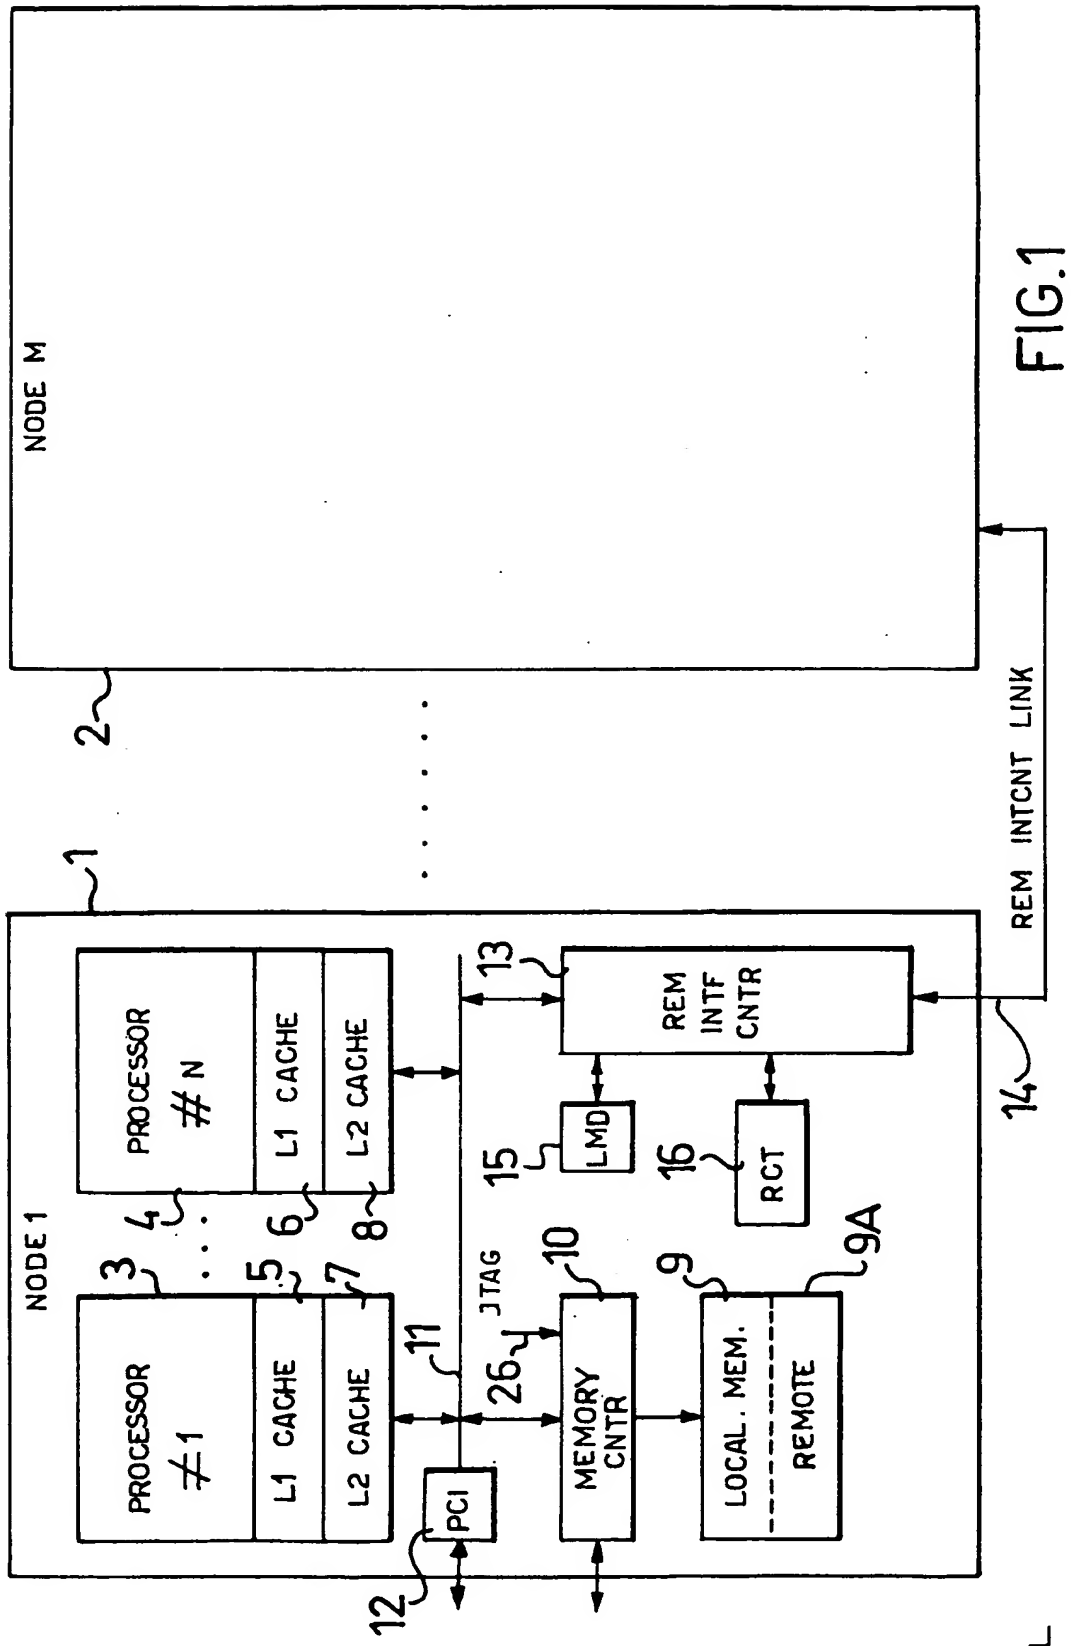 NODE 1
PROCESSOR
#1
L1 CACHE
L2 CACHE
3
5
7
. . .
PROCESSOR
# N
L1 CACHE
L2 CACHE
4
6
8
1
11
PCI
12
JTAG
26
MEMORY
CNTR
10
LOCAL. MEM.
REMOTE
9
9A
LMD
15
RCT
16
REM
INTF
CNTR
13
14
REM INTCNT LINK
. . . . . .
NODE M
2
FIG.1